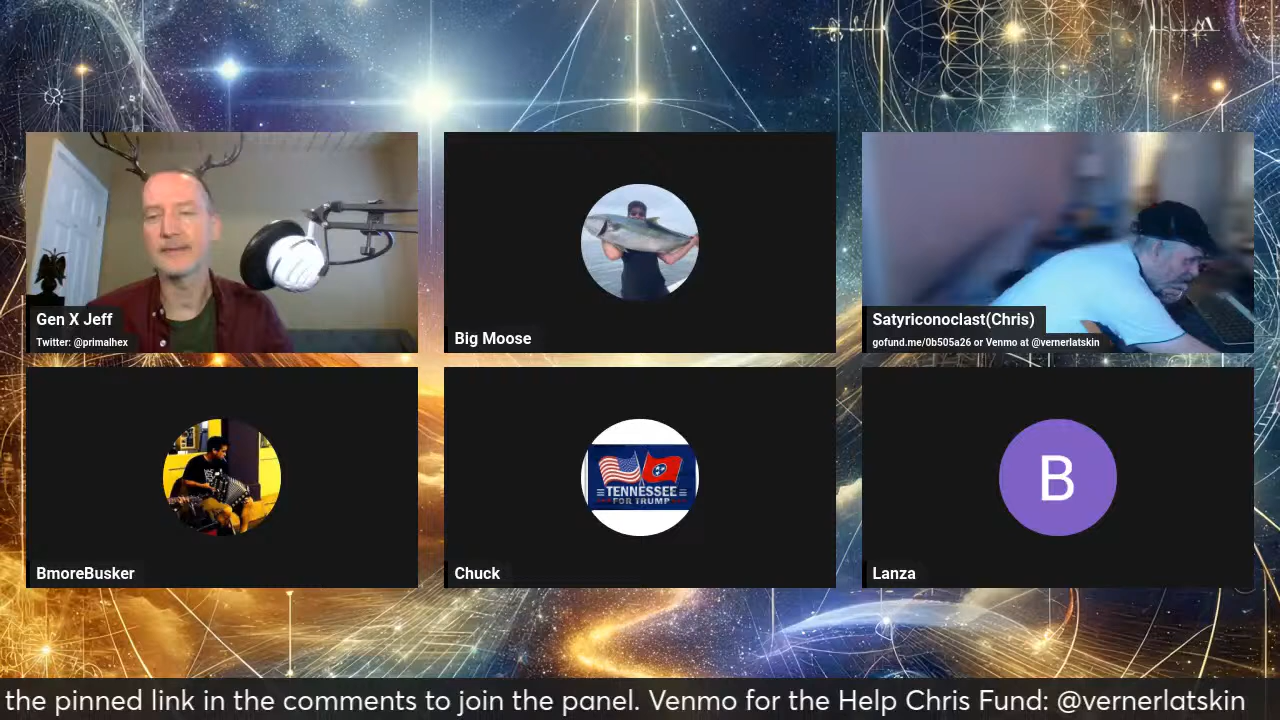 Gen X Jeff
Twitter: @primalhex
Big Moose
Satyriconoclast(Chris)
gofund.me/0b505a26 or Venmo at @vernerlatskin
BmoreBusker
TENNESSEE
FOR TRUMP
Chuck
B
Lanza
the pinned link in the comments to join the panel. Venmo for the Help Chris Fund: @vernerlatskin